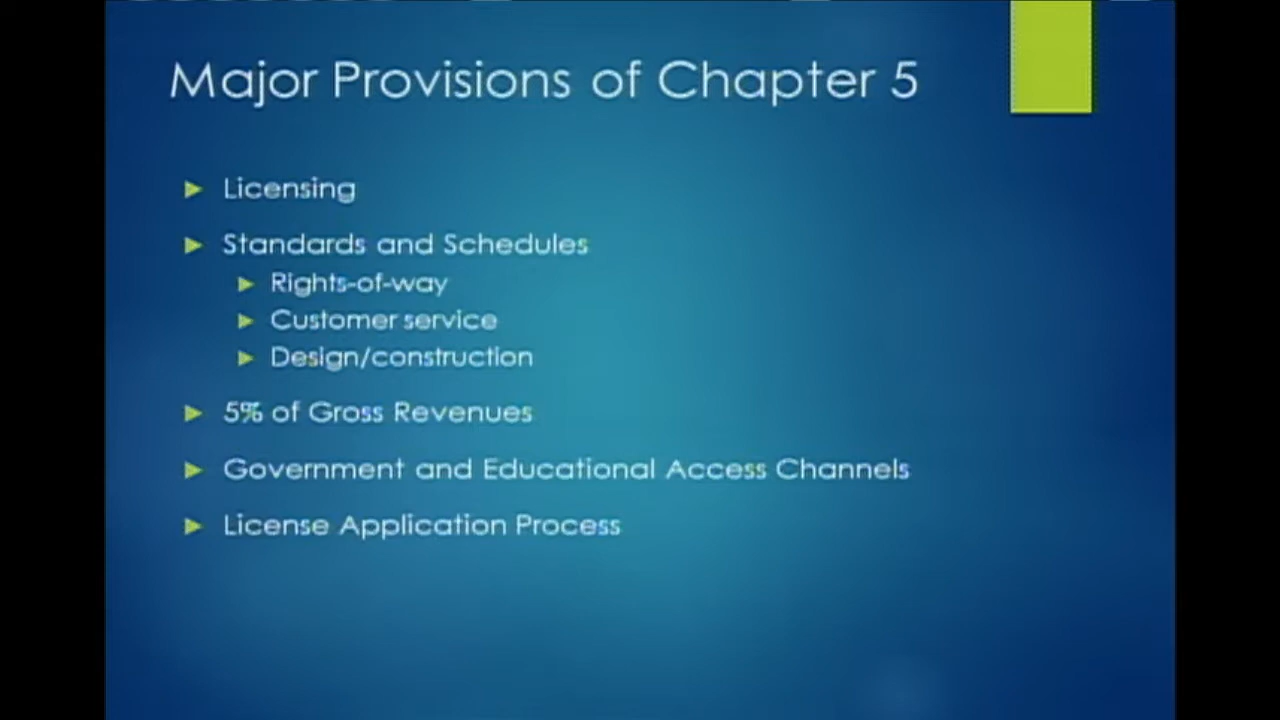 Major Provisions of Chapter 5
Licensing
Standards and Schedules
Rights-of-way
Customer service
Design/construction
5% of Gross Revenues
Government and Educational Access Channels
License Application Process